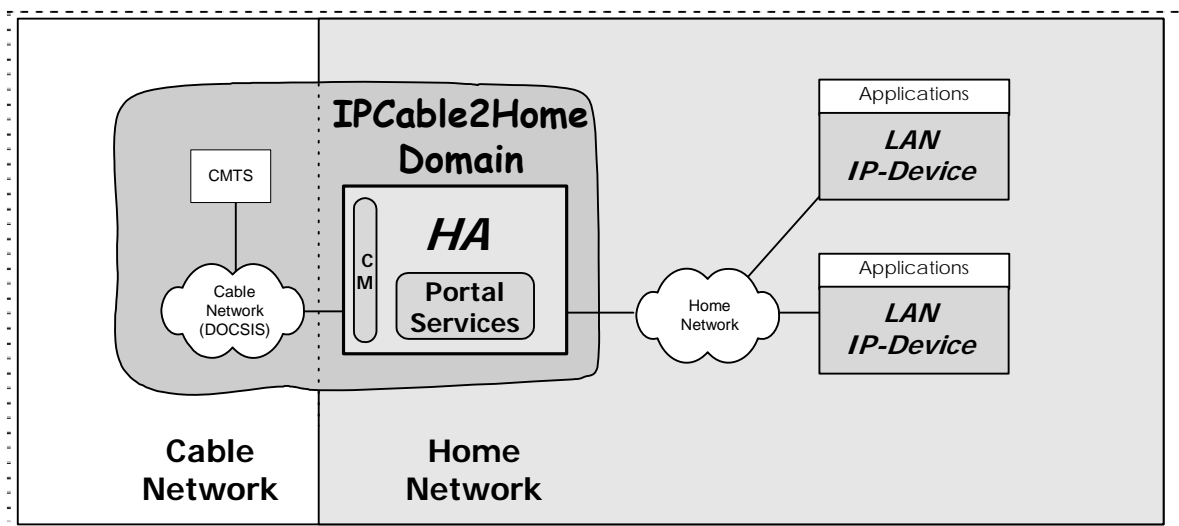 IPCable2Home
Domain
CMTS
Cable
Network
(DOCSIS)
C
M
HA
Portal
Services
Home
Network
Applications
LAN
IP-Device
Applications
LAN
IP-Device
Cable
Network
Home
Network